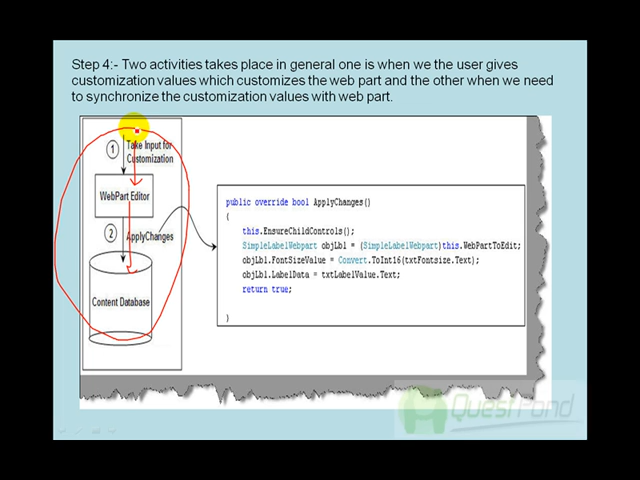 Step 4:- Two activities takes place in general one is when we the user gives
customization values which customizes the web part and the other when we need
to synchronize the customization values with web part.
1
Take Input for
Customization
WebPart Editor
2
ApplyChanges
Content Database
public override bool ApplyChanges()
{
this.EnsureChildControls();
SimpleLabelWebpart objLbl = (SimpleLabelWebpart)this.WebPartToEdit;
objLbl.FontSizeValue = Convert.ToInt16(txtFontsize.Text);
objLbl.LabelData = txtLabelValue.Text;
return true;
}
QuestPond